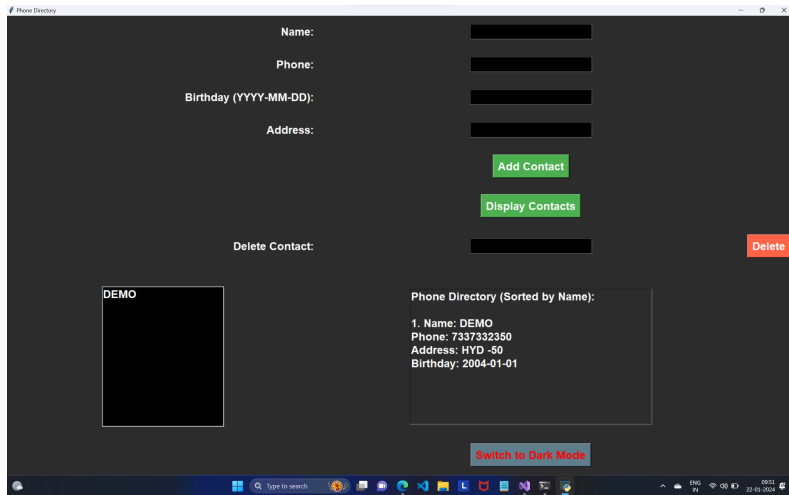 Phone Directory
Name:
Phone:
Birthday (YYYY-MM-DD):
Address:
Add Contact
Display Contacts
Delete Contact:
Delete
DEMO
Phone Directory (Sorted by Name):
1. Name: DEMO
Phone: 7337332350
Address: HYD -50
Birthday: 2004-01-01
Switch to Dark Mode
Type to search
ENG
IN
09:51
22-01-2024